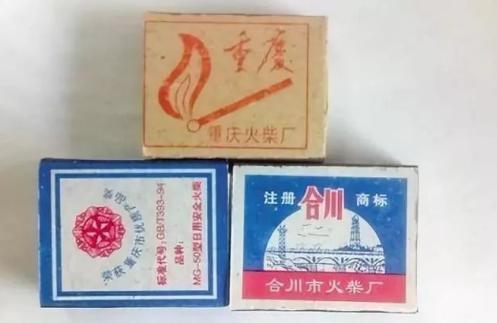 重慶
重庆火柴厂
荣获重庆市优质产品奖
标准代号:GB/T393-94
品种:
MG-50型日用安全火柴
注册 合川 商标
合川市火柴厂